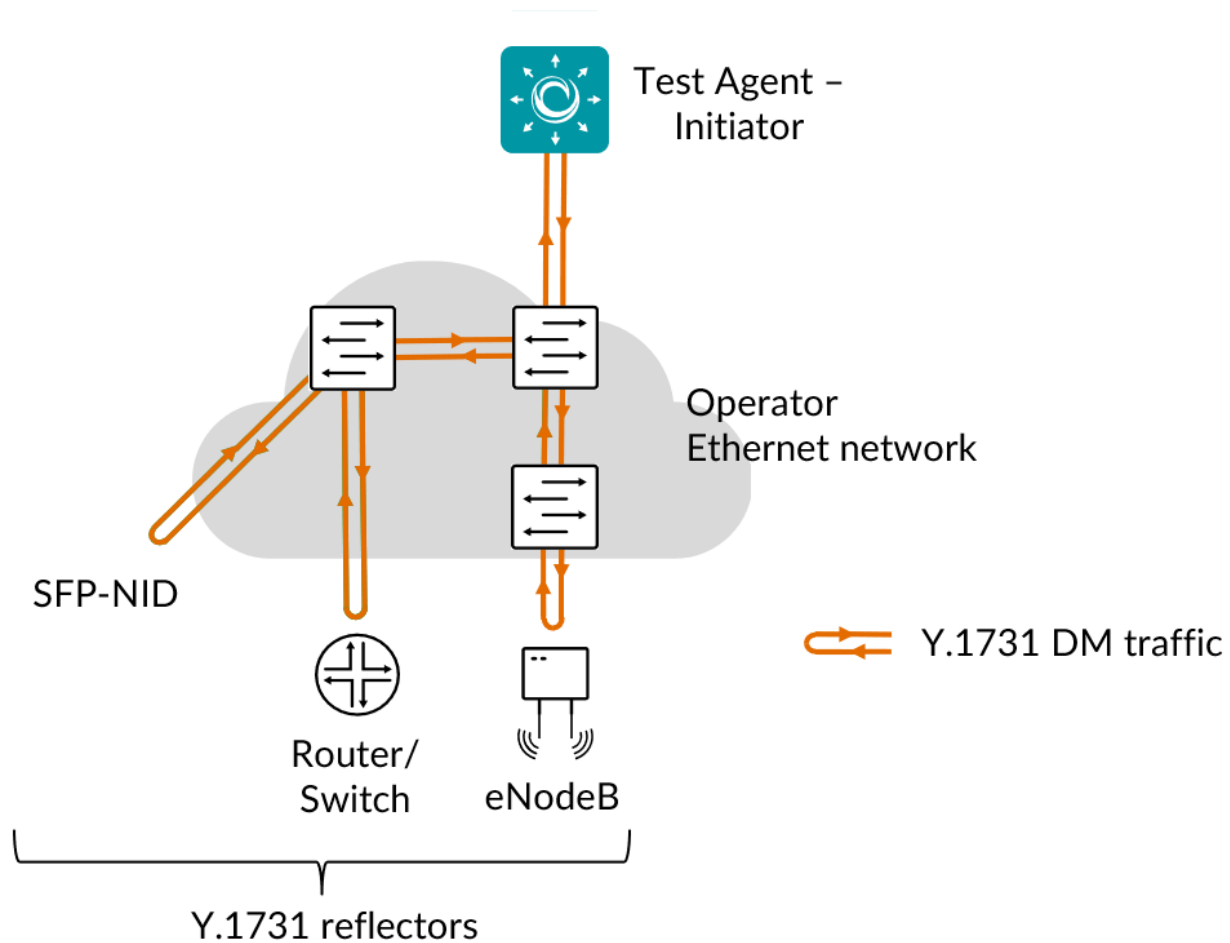 Test Agent –
Initiator
Operator
Ethernet network
SFP-NID
Y.1731 DM traffic
Router/
Switch
eNodeB
Y.1731 reflectors